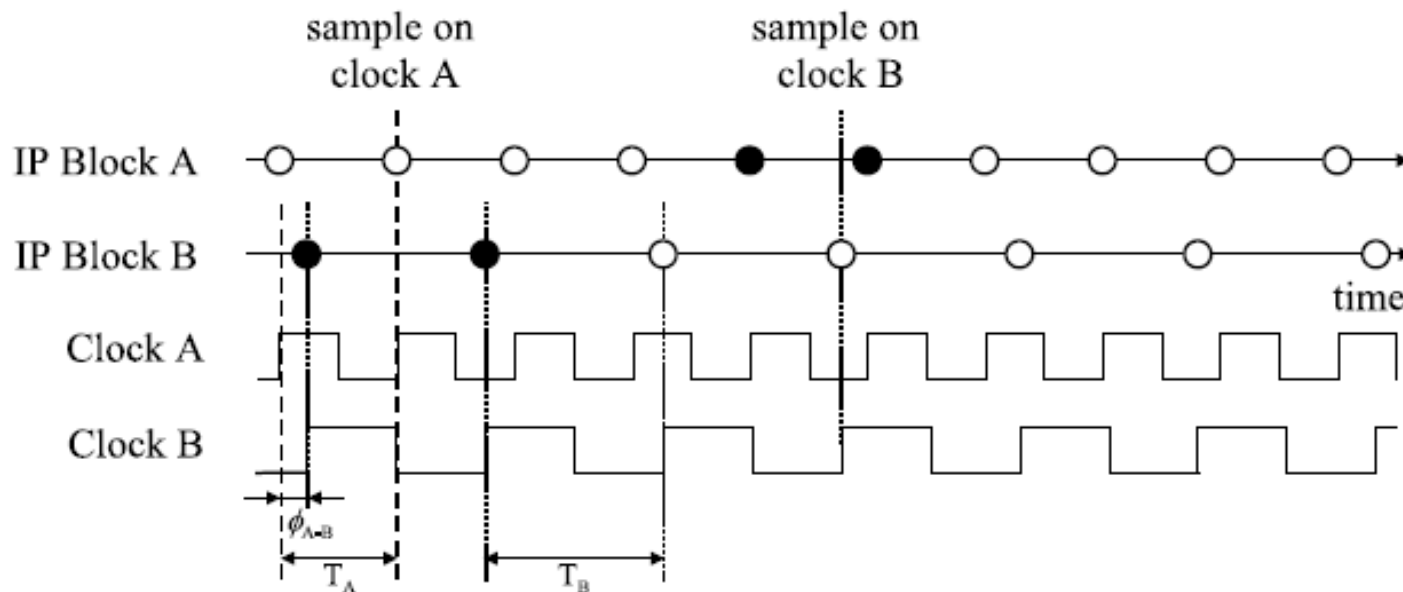 sample on
clock A
sample on
clock B
IP Block A
IP Block B
time
Clock A
Clock B
ϕA-B
TA
TB